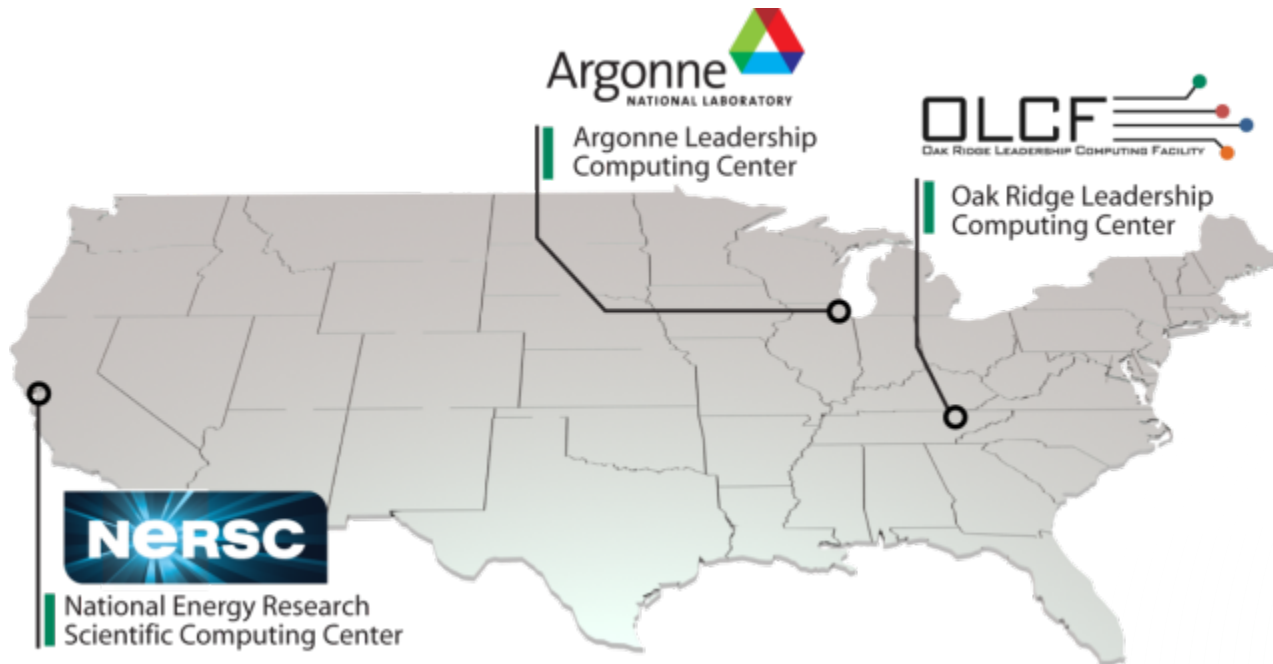 Argonne
NATIONAL LABORATORY
Argonne Leadership
Computing Center
OLCF
OAK RIDGE LEADERSHIP COMPUTING FACILITY
Oak Ridge Leadership
Computing Center
NERSC
National Energy Research
Scientific Computing Center